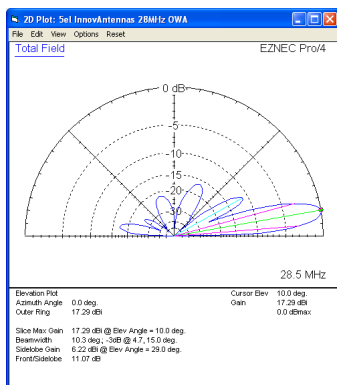 2D Plot: 5el InnovAntennas 28MHz OWA
File Edit View Options Reset
Total Field
EZNEC Pro/4
0 dB
-5
-10
-15
-20
-30
28.5 MHz
Elevation Plot
Azimuth Angle 0.0 deg.
Outer Ring 17.29 dBi
Cursor Elev 10.0 deg.
Gain 17.29 dBi
0.0 dBmax
Slice Max Gain 17.29 dBi @ Elev Angle = 10.0 deg.
Beamwidth 10.3 deg.; -3dB @ 4.7, 15.0 deg.
Sidelobe Gain 6.22 dBi @ Elev Angle = 29.0 deg.
Front/Sidelobe 11.07 dB